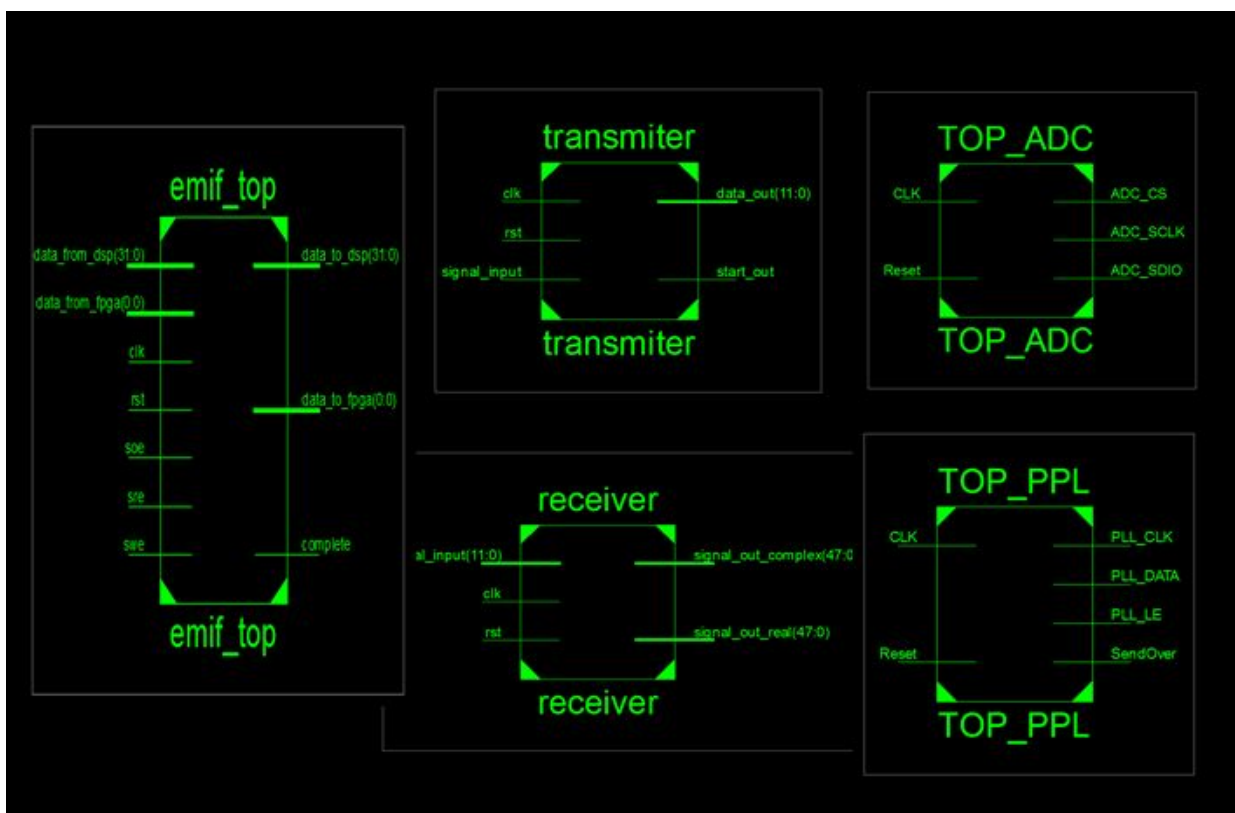 emif_top
data_from_dsp(31:0)
data_to_dsp(31:0)
data_from_fpga(0:0)
clk
rst
data_to_fpga(0:0)
soe
sre
swe
complete
emif_top
transmiter
clk
data_out(11:0)
rst
signal_input
start_out
transmiter
TOP_ADC
CLK
ADC_CS
ADC_SCLK
Reset
ADC_SDIO
TOP_ADC
receiver
al_input(11:0)
signal_out_complex(47:0
clk
rst
signal_out_real(47:0)
receiver
TOP_PPL
CLK
PLL_CLK
PLL_DATA
PLL_LE
Reset
SendOver
TOP_PPL